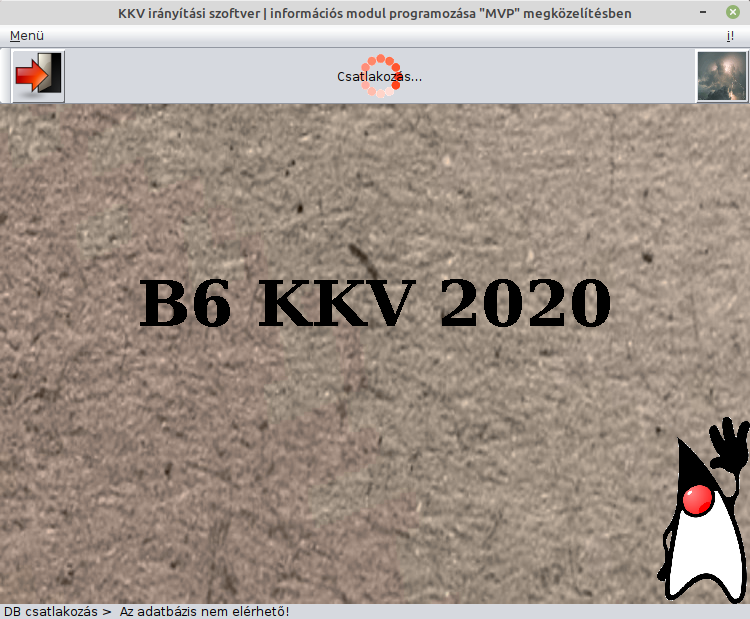 KKV irányítási szoftver | információs modul programozása "MVP" megközelítésben
Menü
i!
Csatlakozás...
B6 KKV 2020
DB csatlakozás > Az adatbázis nem elérhető!